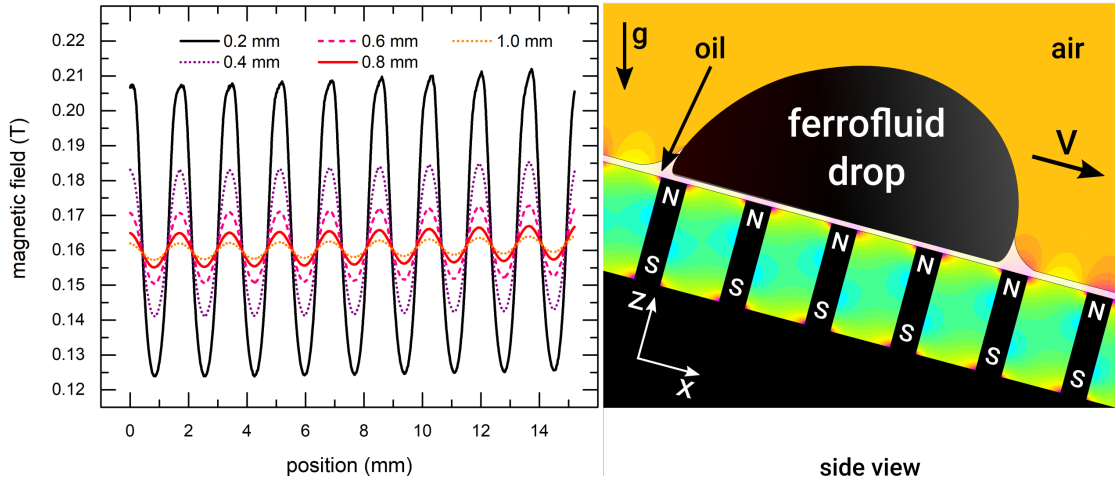 0.22
0.21
0.20
0.19
0.18
0.17
0.16
0.15
0.14
0.13
0.12
magnetic field (T)
0.2 mm 0.6 mm 1.0 mm
0.4 mm 0.8 mm
0 2 4 6 8 10 12 14
position (mm)
g
oil
air
ferrofluid
drop
V
N
N
N
N
N
N
S
S
S
S
S
S
Z
X
side view